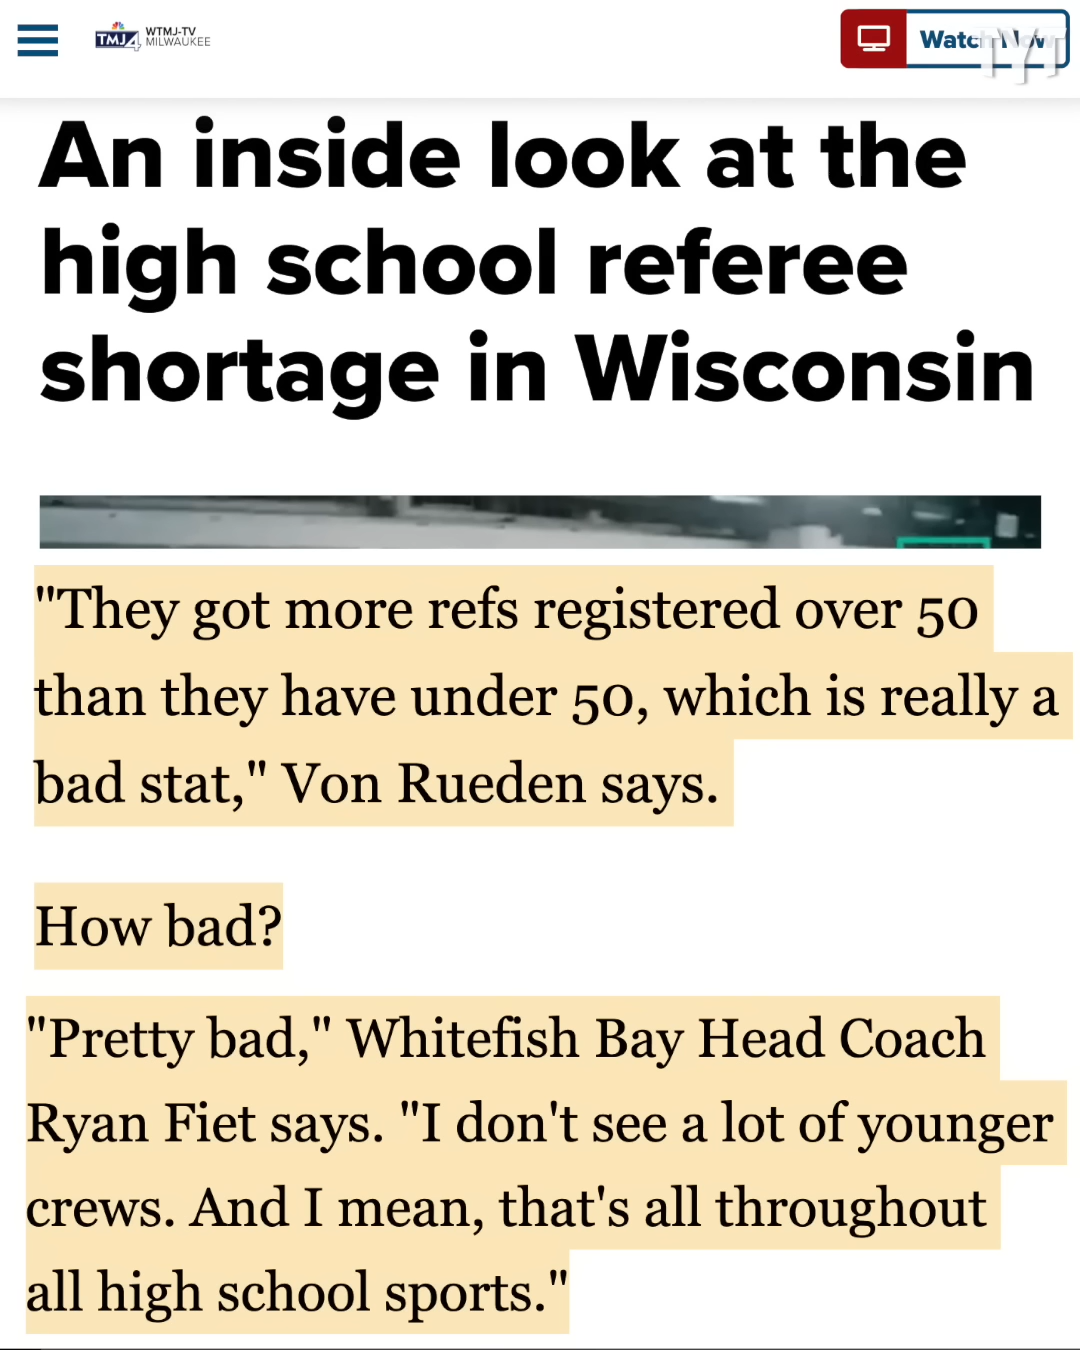 TMJ4 WTMJ-TV
MILWAUKEE
Watch Now
TYT
An inside look at the
high school referee
shortage in Wisconsin
"They got more refs registered over 50
than they have under 50, which is really a
bad stat," Von Rueden says.
How bad?
"Pretty bad," Whitefish Bay Head Coach
Ryan Fiet says. "I don't see a lot of younger
crews. And I mean, that's all throughout
all high school sports."